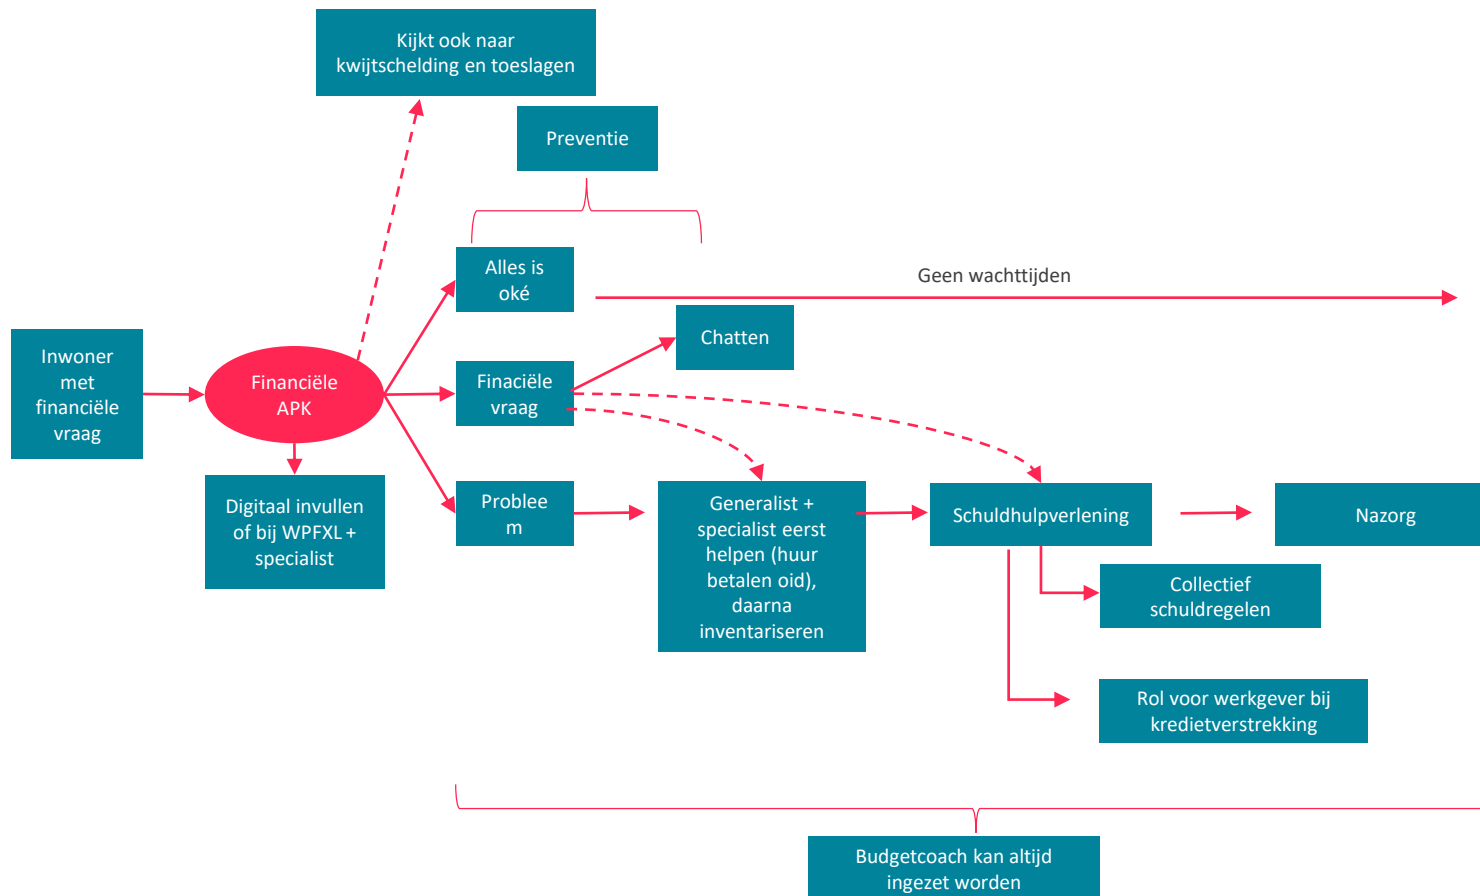 Kijkt ook naar
kwijtschelding en toeslagen
Preventie
Alles is
oké
Geen wachttijden
Chatten
Inwoner
met
financiële
vraag
Financiële
APK
Finaciële
vraag
Digitaal invullen
of bij WPFXL +
specialist
Problee
m
Generalist +
specialist eerst
helpen (huur
betalen oid),
daarna
inventariseren
Schuldhulpverlening
Nazorg
Collectief
schuldregelen
Rol voor werkgever bij
kredietverstrekking
Budgetcoach kan altijd
ingezet worden